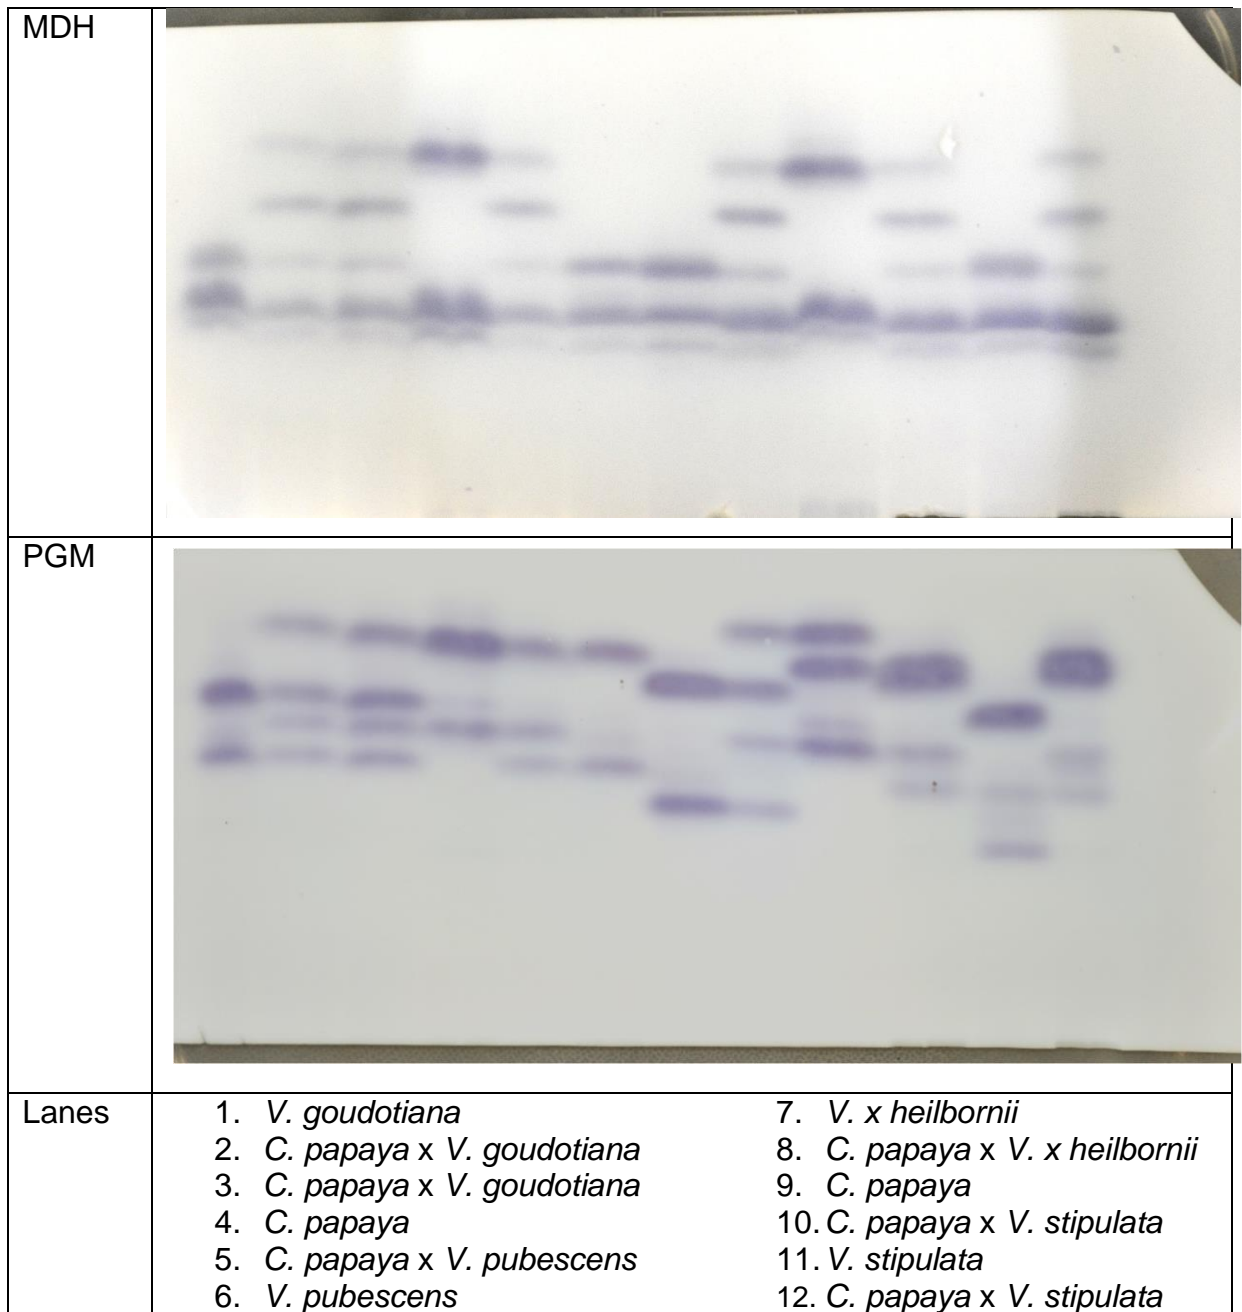 MDH
PGM
Lanes
1. V. goudotiana
2. C. papaya x V. goudotiana
3. C. papaya x V. goudotiana
4. C. papaya
5. C. papaya x V. pubescens
6. V. pubescens
7. V. x heilbornii
8. C. papaya x V. x heilbornii
9. C. papaya
10. C. papaya x V. stipulata
11. V. stipulata
12. C. papaya x V. stipulata